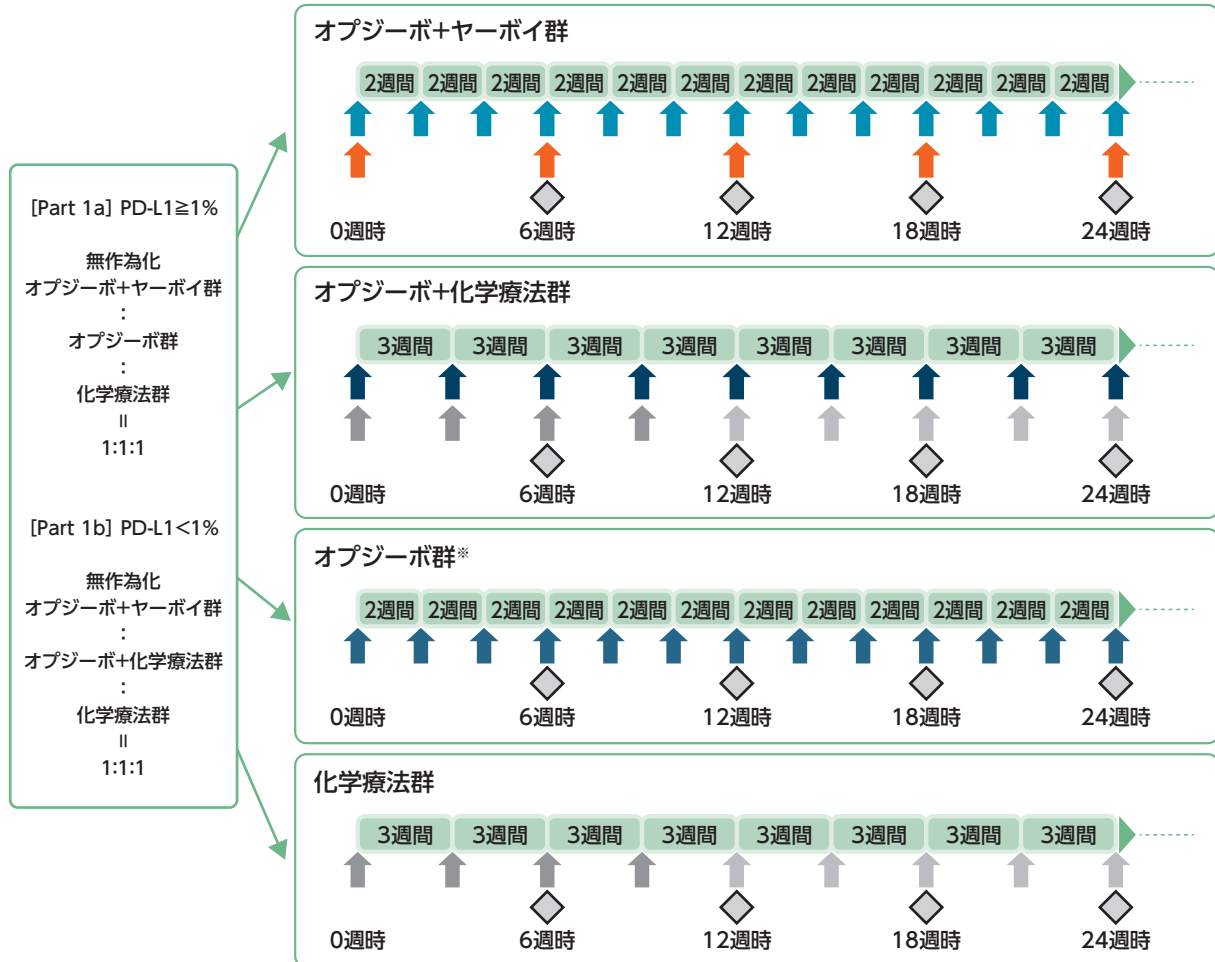 [Part 1a] PD-L1≧1%
無作為化
オプジーボ+ヤーボイ群
:
オプジーボ群
:
化学療法群
=
1:1:1
[Part 1b] PD-L1<1%
無作為化
オプジーボ+ヤーボイ群
:
オプジーボ+化学療法群
:
化学療法群
=
1:1:1
オプジーボ+ヤーボイ群
2週間 2週間 2週間 2週間 2週間 2週間 2週間 2週間 2週間 2週間 2週間 2週間
0週時 6週時 12週時 18週時 24週時
オプジーボ+化学療法群
3週間 3週間 3週間 3週間 3週間 3週間 3週間 3週間
0週時 6週時 12週時 18週時 24週時
オプジーボ群※
2週間 2週間 2週間 2週間 2週間 2週間 2週間 2週間 2週間 2週間 2週間 2週間
0週時 6週時 12週時 18週時 24週時
化学療法群
3週間 3週間 3週間 3週間 3週間 3週間 3週間 3週間
0週時 6週時 12週時 18週時 24週時